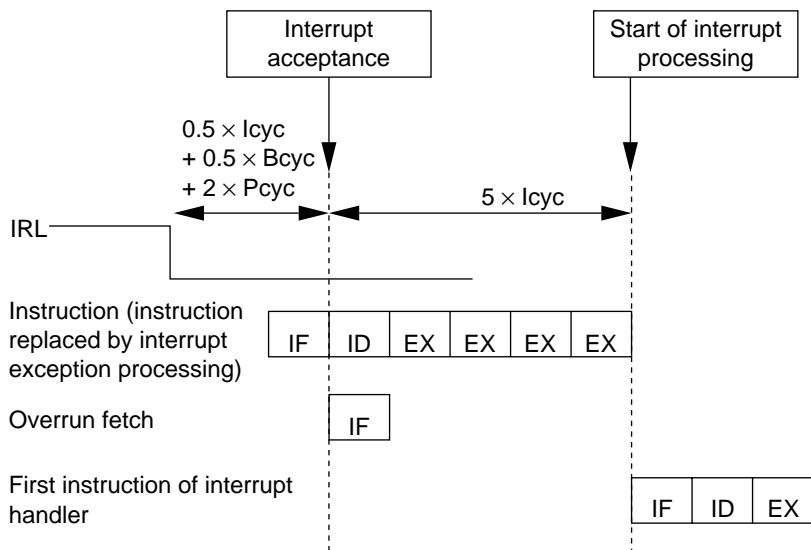 Interrupt
acceptance
Start of interrupt
processing
0.5 × Icyc
+ 0.5 × Bcyc
+ 2 × Pcyc
5 × Icyc
IRL
Instruction (instruction
replaced by interrupt
exception processing)
IF ID EX EX EX EX
Overrun fetch
IF
First instruction of interrupt
handler
IF ID EX